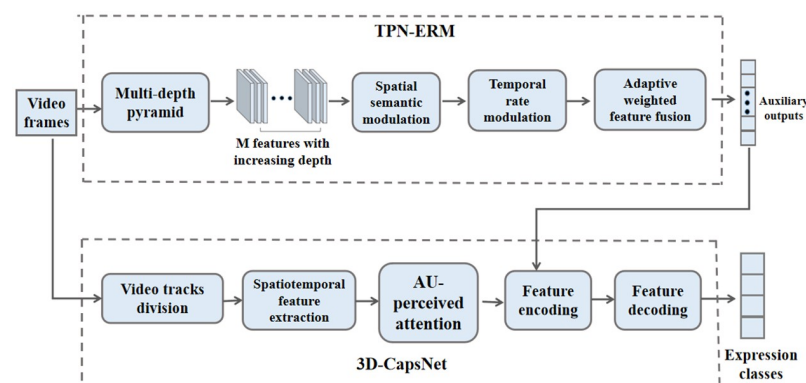 TPN-ERM
Video
frames
Multi-depth
pyramid
M features with
increasing depth
Spatial
semantic
modulation
Temporal
rate
modulation
Adaptive
weighted
feature fusion
Auxiliary
outputs
Video tracks
division
Spatiotemporal
feature
extraction
AU-
perceived
attention
Feature
encoding
Feature
decoding
Expression
classes
3D-CapsNet